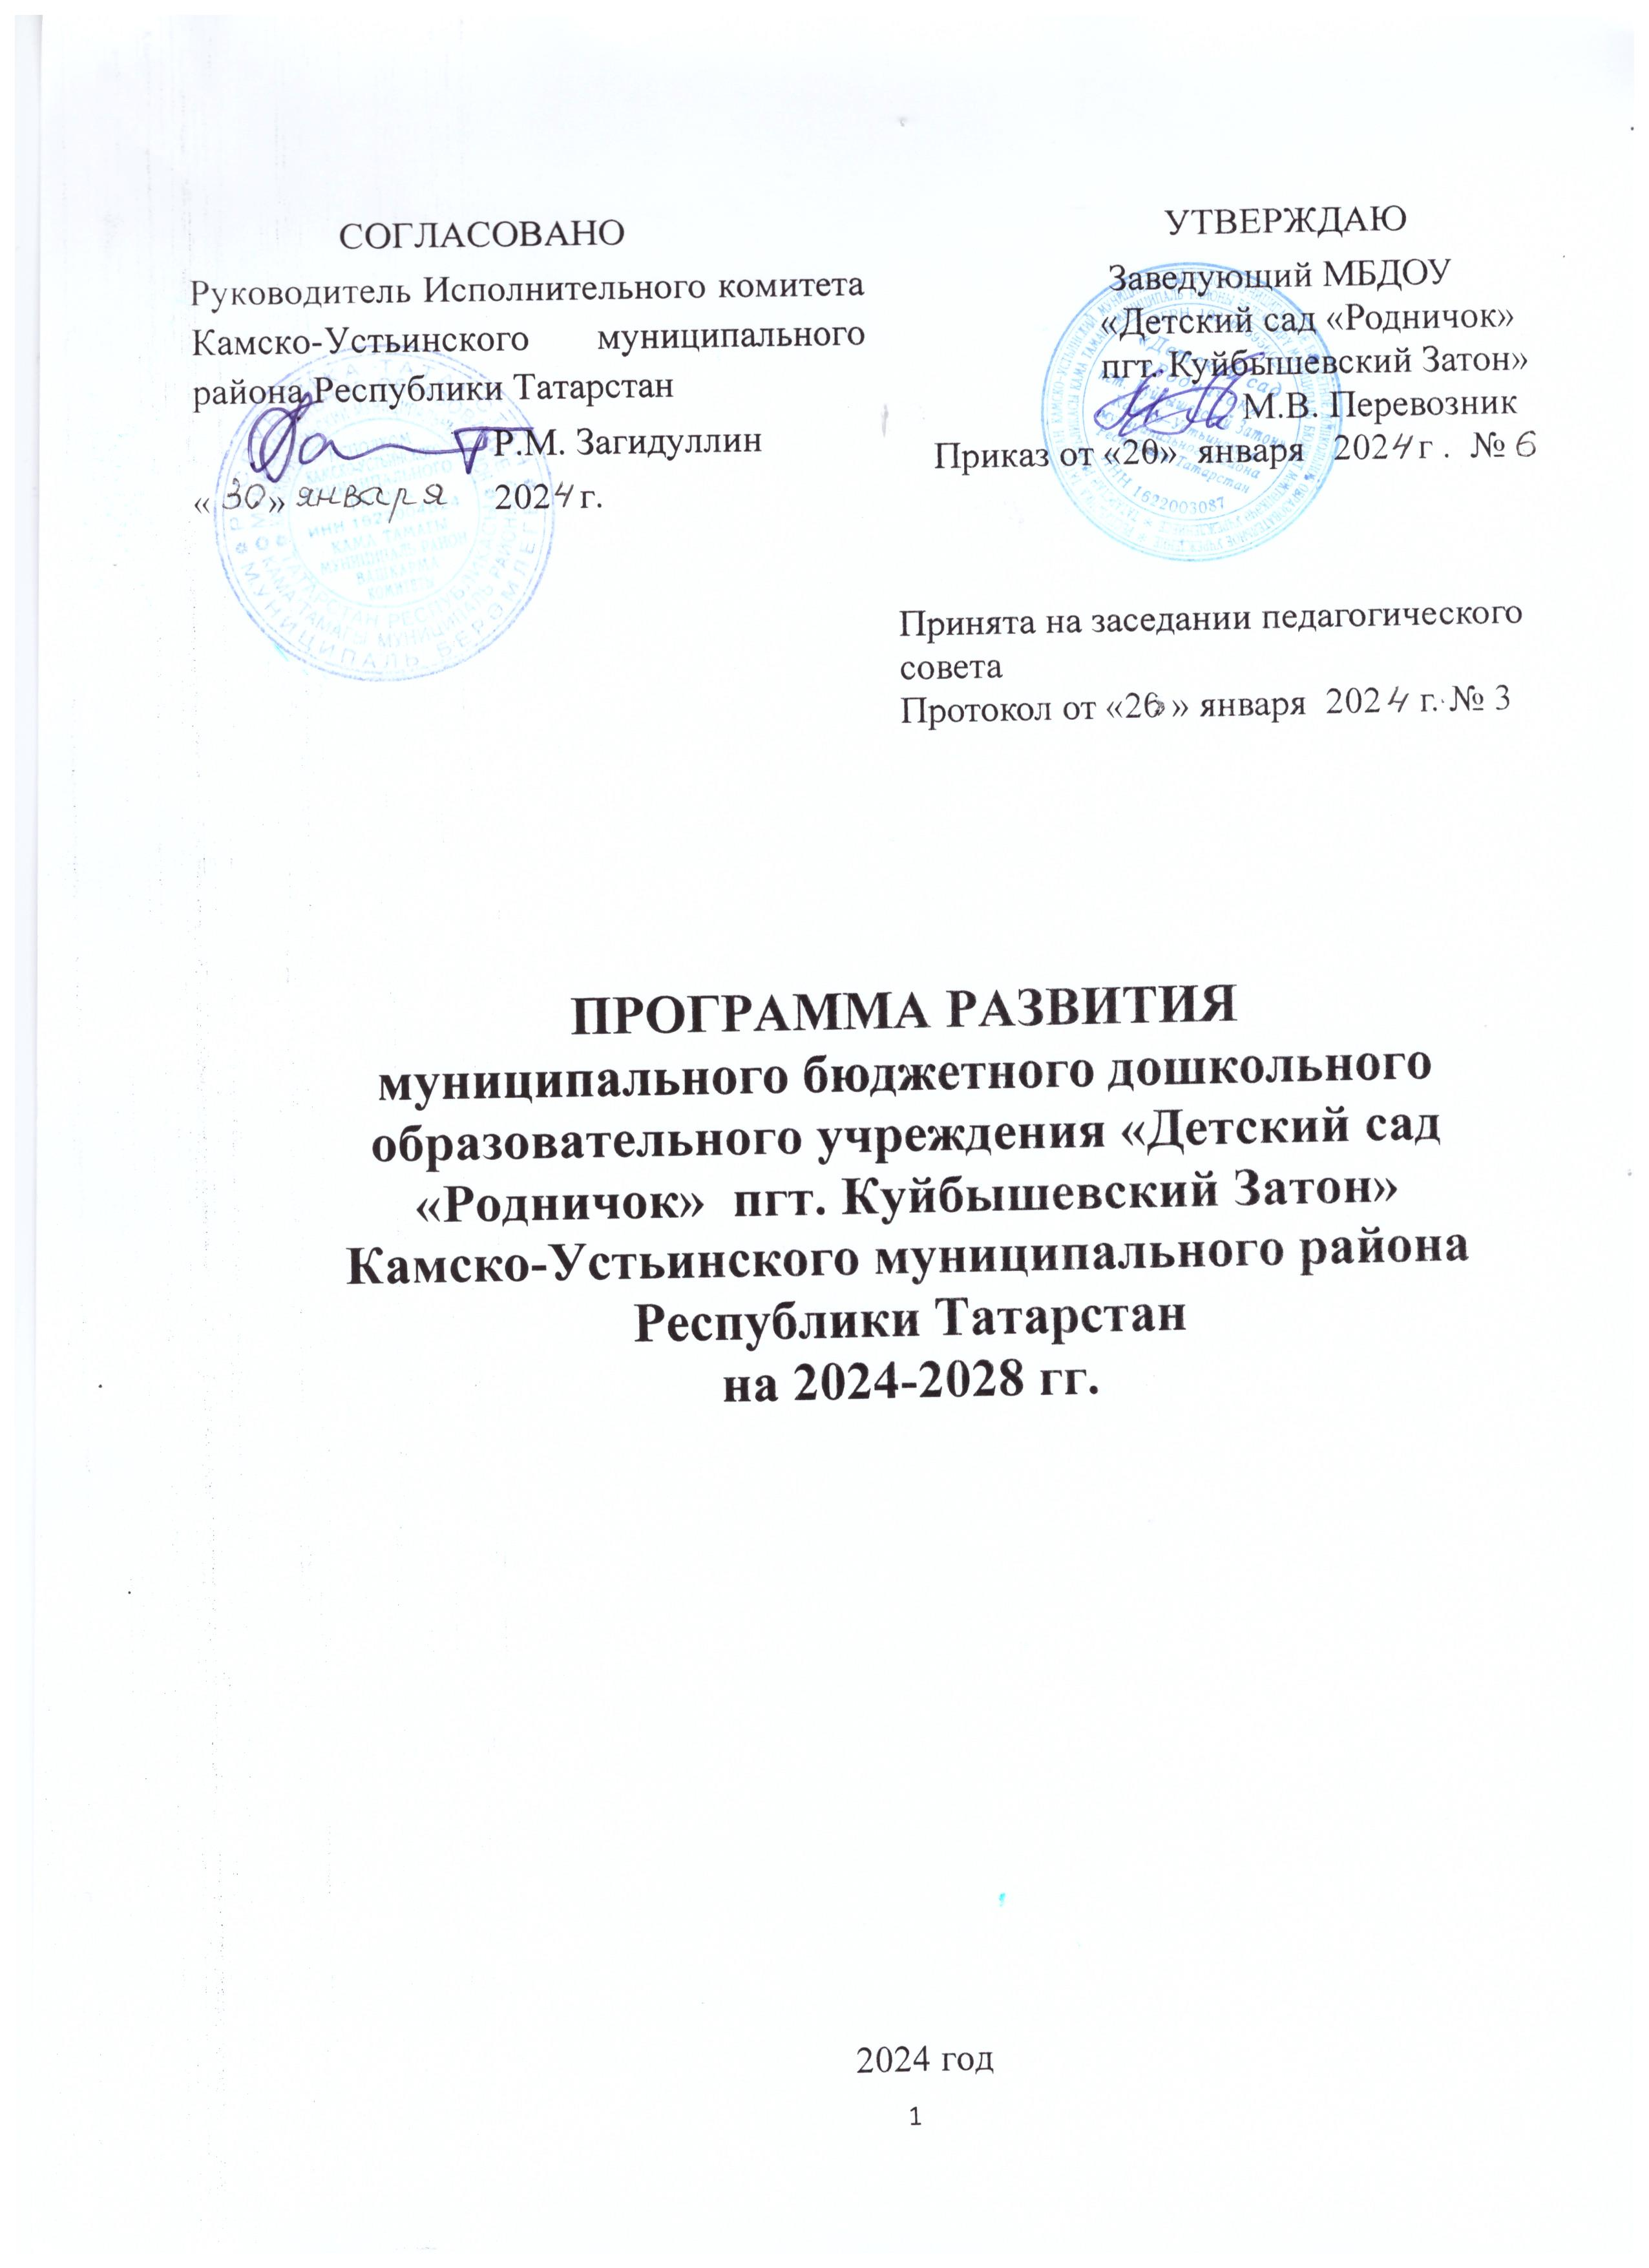 СОГЛАСОВАНО
Руководитель Исполнительного комитета
Камско-Устьинского муниципального
района Республики Татарстан
Р.М. Загидуллин
«30» января 2024 г.
УТВЕРЖДАЮ
Заведующий МБДОУ
«Детский сад «Родничок»
пгт. Куйбышевский Затон»
М.В. Перевозник
Приказ от «26» января 2024 г. № 6
ИНН 1622003087
Принята на заседании педагогического
совета
Протокол от «26» января 2024 г. № 3
ПРОГРАММА РАЗВИТИЯ
муниципального бюджетного дошкольного
образовательного учреждения «Детский сад
«Родничок» пгт. Куйбышевский Затон»
Камско-Устьинского муниципального района
Республики Татарстан
на 2024-2028 гг.
2024 год
1